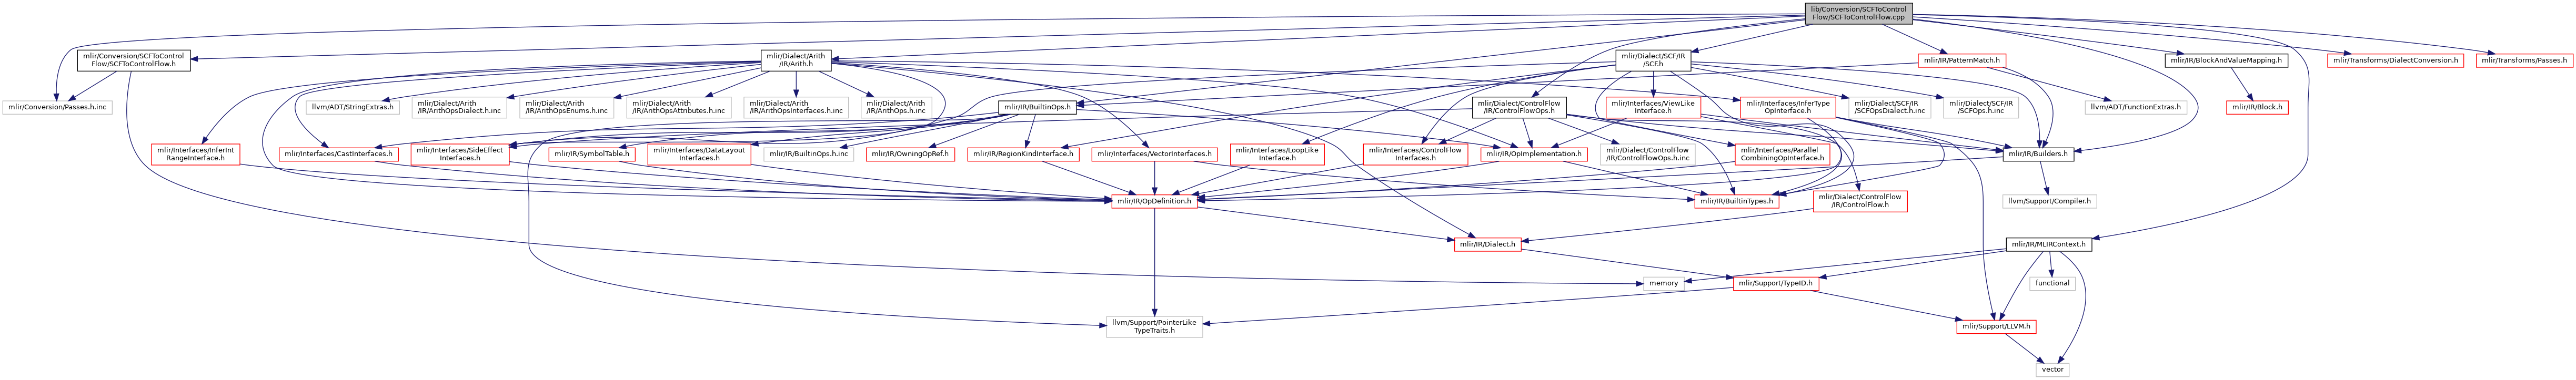 lib/Conversion/SCFToControl
Flow/SCFToControlFlow.cpp
mlir/Conversion/SCFToControl
Flow/SCFToControlFlow.h
mlir/Dialect/Arith
/IR/Arith.h
mlir/Dialect/SCF/IR
/SCF.h
mlir/IR/PatternMatch.h
mlir/IR/BlockAndValueMapping.h
mlir/Transforms/DialectConversion.h
mlir/Transforms/Passes.h
mlir/Conversion/Passes.h.inc
llvm/ADT/StringExtras.h
mlir/Dialect/Arith
/IR/ArithOpsDialect.h.inc
mlir/Dialect/Arith
/IR/ArithOpsEnums.h.inc
mlir/Dialect/Arith
/IR/ArithOpsAttributes.h.inc
mlir/Dialect/Arith
/IR/ArithOpsInterfaces.h.inc
mlir/Dialect/Arith
/IR/ArithOps.h.inc
mlir/IR/BuiltinOps.h
mlir/Dialect/ControlFlow
/IR/ControlFlowOps.h
mlir/Interfaces/ViewLike
Interface.h
mlir/Interfaces/InferType
OpInterface.h
mlir/Dialect/SCF/IR
/SCFOpsDialect.h.inc
mlir/Dialect/SCF/IR
/SCFOps.h.inc
llvm/ADT/FunctionExtras.h
mlir/IR/Block.h
mlir/Interfaces/InferInt
RangeInterface.h
mlir/Interfaces/CastInterfaces.h
mlir/Interfaces/SideEffect
Interfaces.h
mlir/IR/SymbolTable.h
mlir/Interfaces/DataLayout
Interfaces.h
mlir/IR/BuiltinOps.h.inc
mlir/IR/OwningOpRef.h
mlir/IR/RegionKindInterface.h
mlir/Interfaces/VectorInterfaces.h
mlir/Interfaces/LoopLike
Interface.h
mlir/Interfaces/ControlFlow
Interfaces.h
mlir/IR/OpImplementation.h
mlir/Dialect/ControlFlow
/IR/ControlFlowOps.h.inc
mlir/Interfaces/Parallel
CombiningOpInterface.h
mlir/IR/Builders.h
mlir/IR/OpDefinition.h
mlir/IR/BuiltinTypes.h
mlir/Dialect/ControlFlow
/IR/ControlFlow.h
llvm/Support/Compiler.h
mlir/IR/Dialect.h
mlir/IR/MLIRContext.h
memory
mlir/Support/TypeID.h
functional
llvm/Support/PointerLike
TypeTraits.h
mlir/Support/LLVM.h
vector